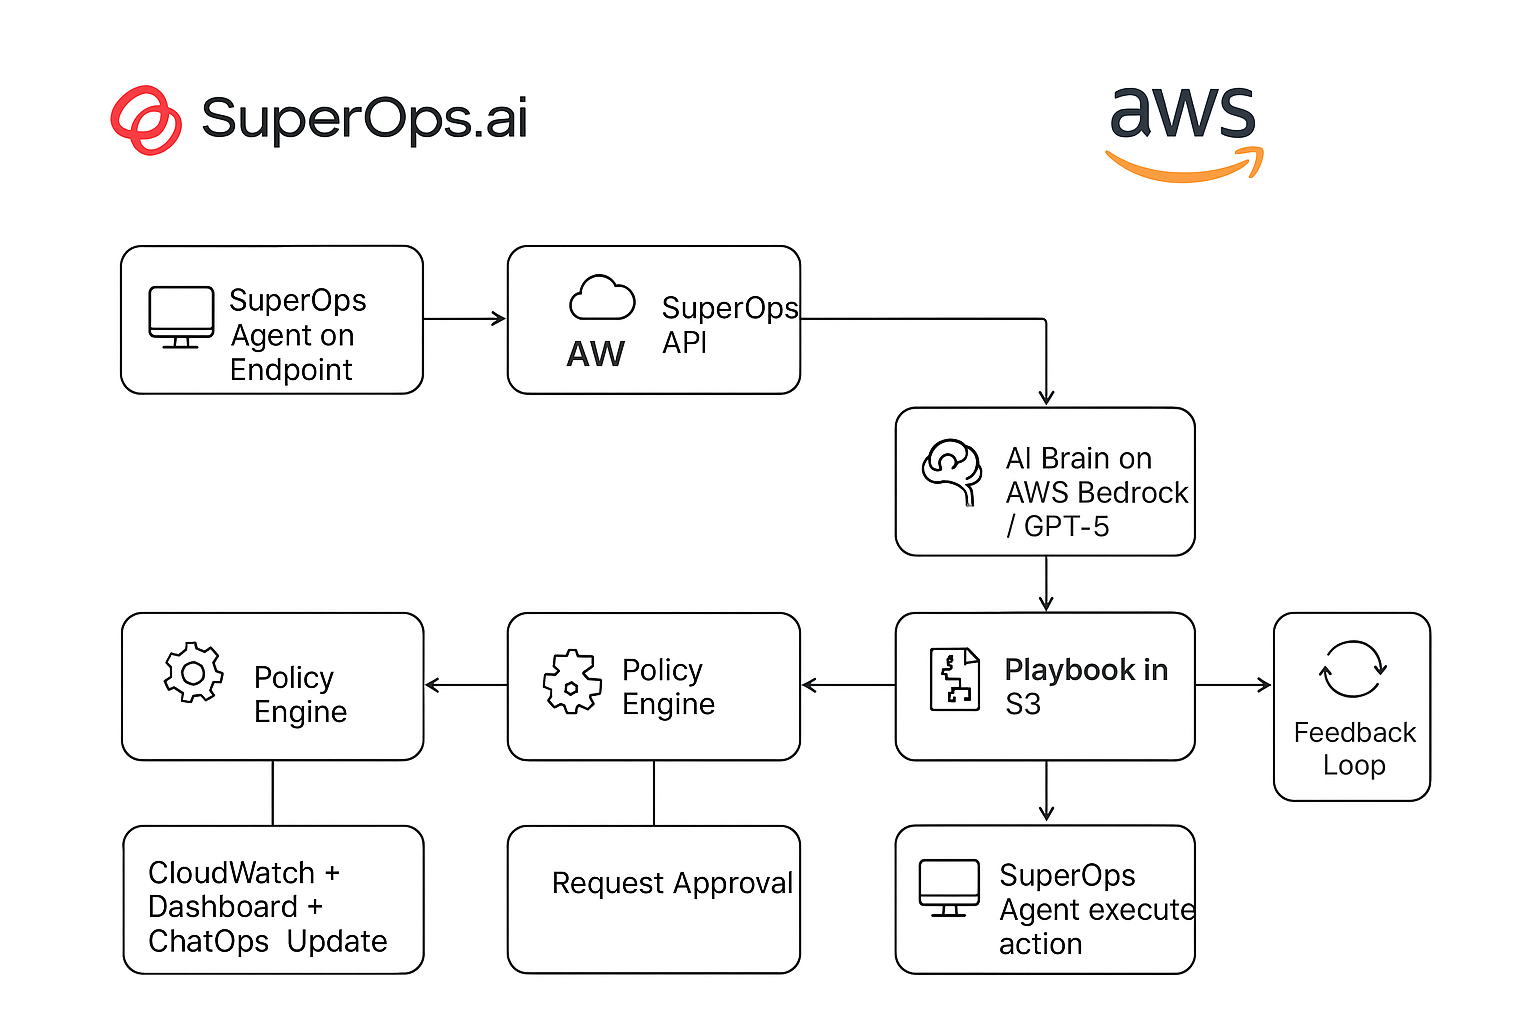 SuperOps.ai
aws
SuperOps
Agent on
Endpoint
AW
SuperOps
API
AI Brain on
AWS Bedrock
/ GPT-5
Policy
Engine
Policy
Engine
Playbook in
S3
Feedback
Loop
CloudWatch +
Dashboard +
ChatOps Update
Request Approval
SuperOps
Agent execute
action